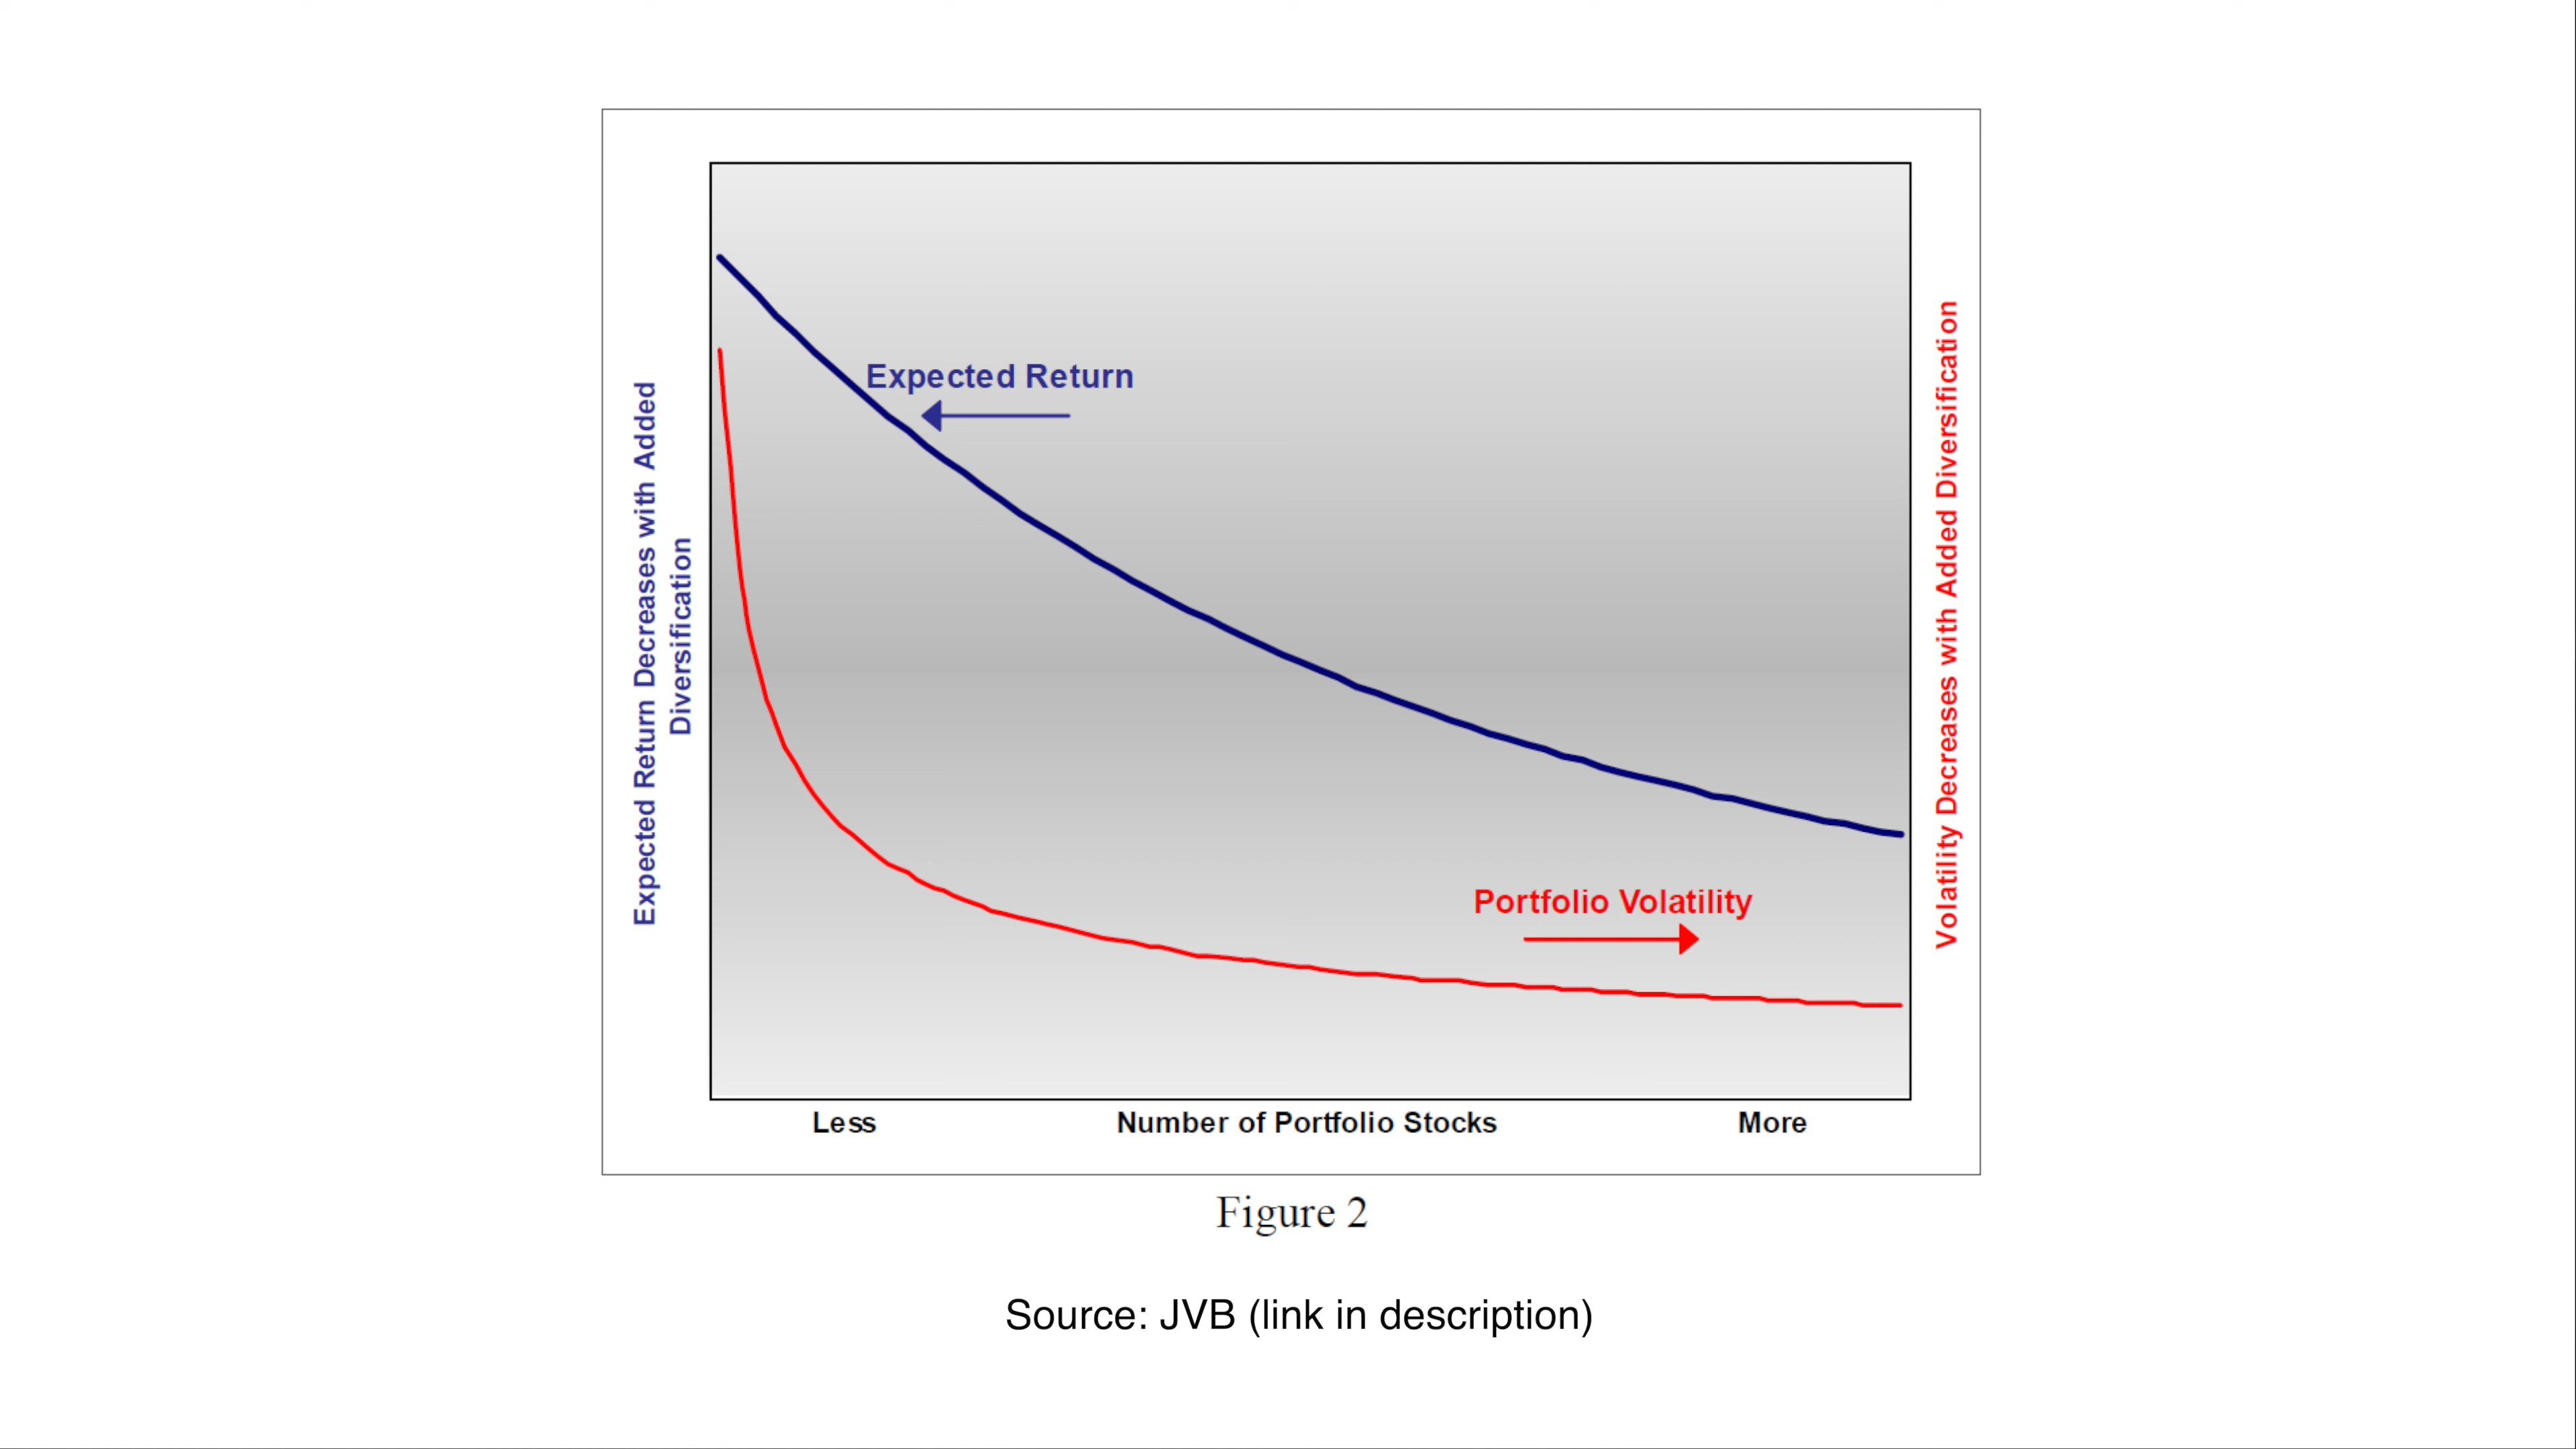 Expected Return Decreases with Added
Diversification
Expected Return
Portfolio Volatility
Volatility Decreases with Added Diversification
Less
Number of Portfolio Stocks
More
Figure 2
Source: JVB (link in description)